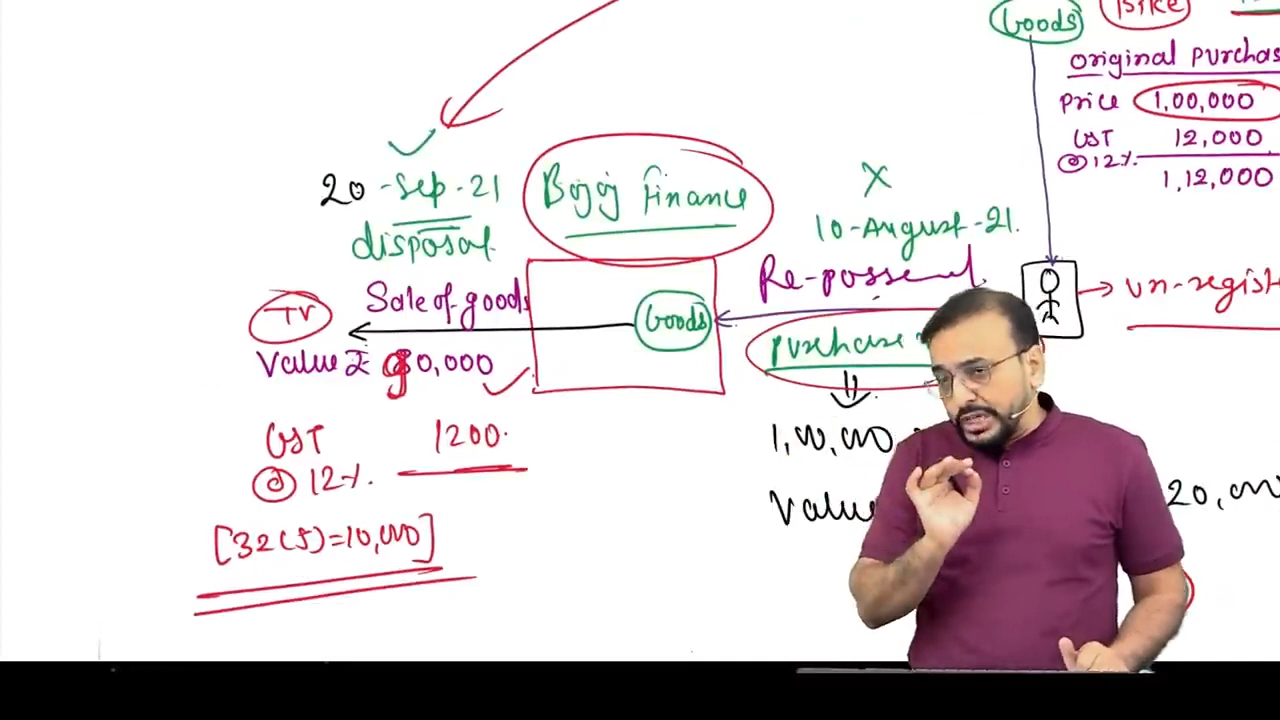 Goods Bike
original purchas
Price 1,00,000
GST 12,000
@12%.
1,12,000
20-Sep-21
disposal
Bajaj Finance
X
10-August-21.
Re-possessed
un-registe
TV
Sale of goods
Goods
Value = 90,000
purchase
GST 1200.
@ 12%.
1,00,000
Value
20,000
[32(5)=10,000]